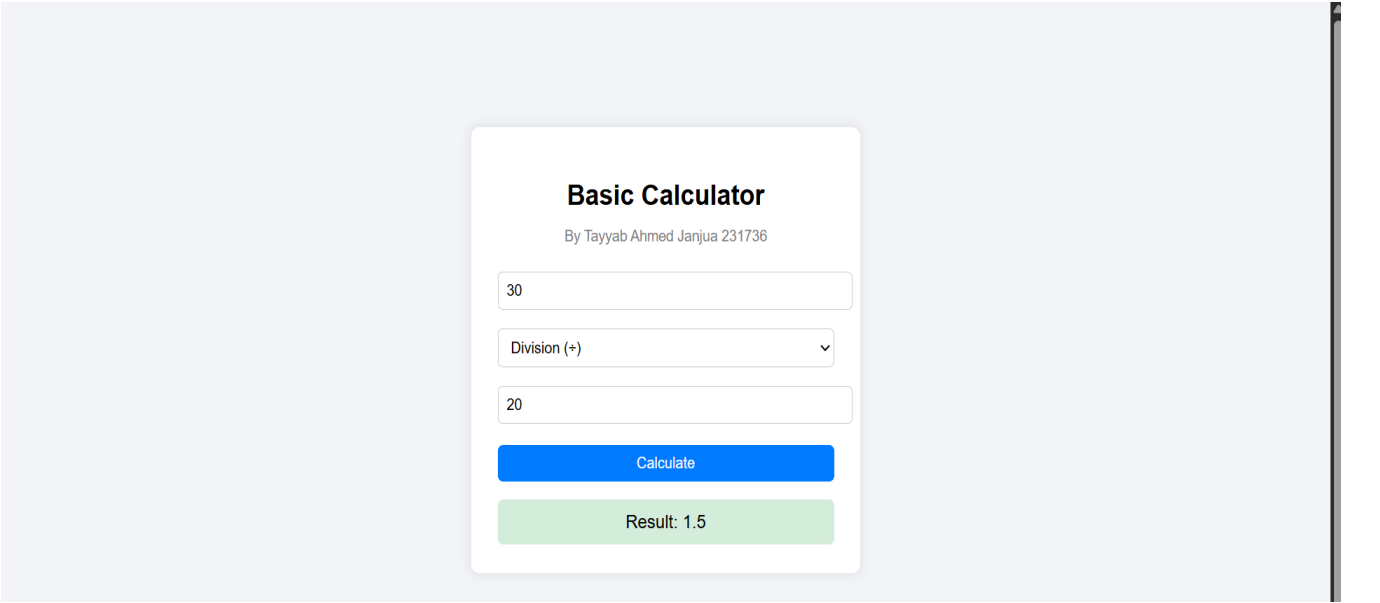 Basic Calculator
By Tayyab Ahmed Janjua 231736
30
Division (÷)
20
Calculate
Result: 1.5